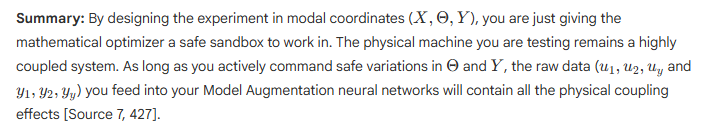 Summary: By designing the experiment in modal coordinates (X, Θ, Y), you are just giving the
mathematical optimizer a safe sandbox to work in. The physical machine you are testing remains a highly
coupled system. As long as you actively command safe variations in Θ and Y, the raw data (u₁, u₂, u_y and
y₁, y₂, y_y) you feed into your Model Augmentation neural networks will contain all the physical coupling
effects [Source 7, 427].